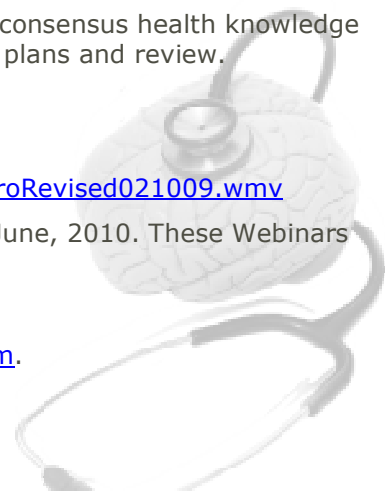 consensus health knowledge
plans and review.
roRevised021009.wmv
June, 2010. These Webinars
m.